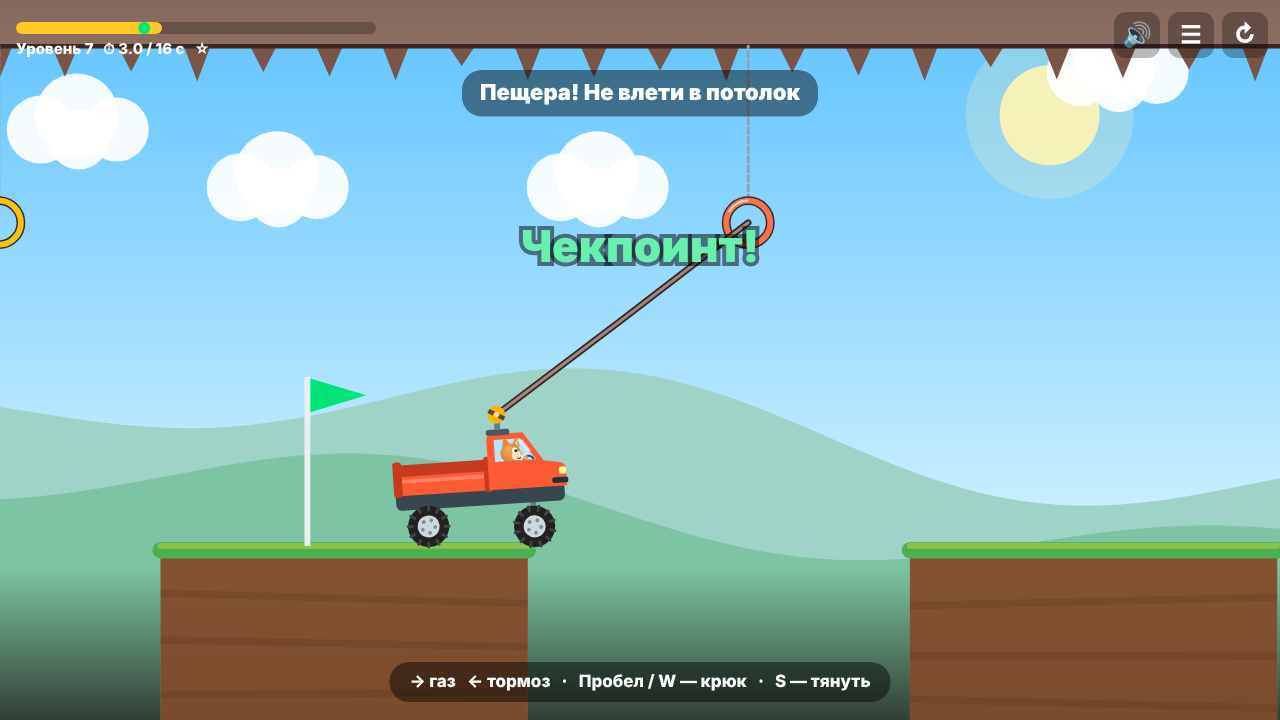 Уровень 7 ⏱ 3.0 / 16 с ☆
Пещера! Не влети в потолок
Чекпоинт!
→ газ ← тормоз · Пробел / W — крюк · S — тянуть